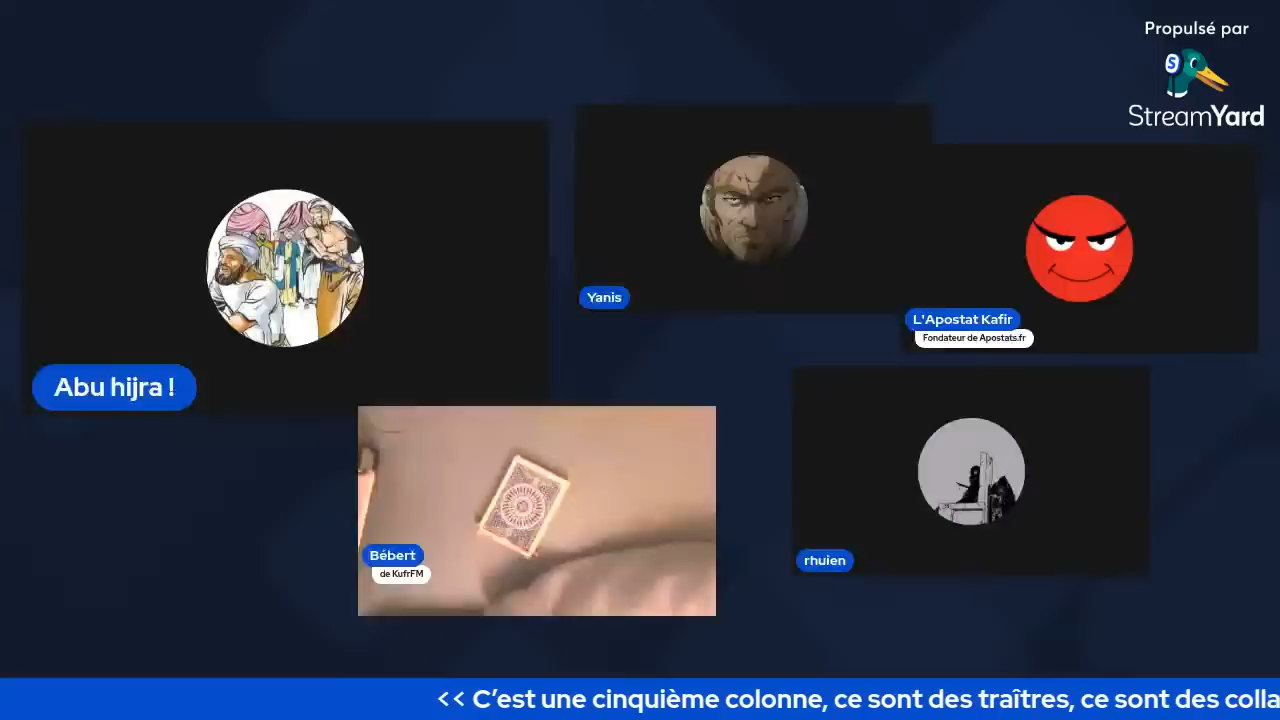 Propulsé par
StreamYard
Abu hijra !
Yanis
L'Apostat Kafir
Fondateur de Apostats.fr
Bébert
de KufrFM
rhuien
<< C’est une cinquième colonne, ce sont des traîtres, ce sont des colla